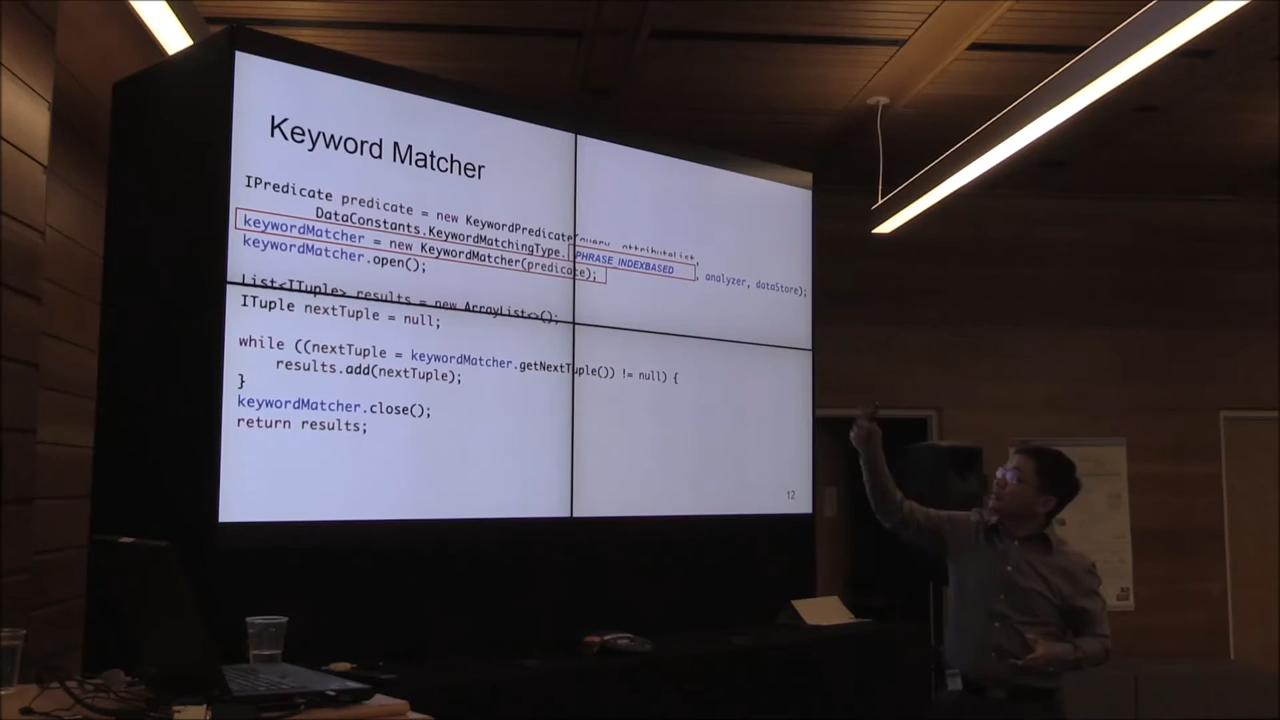 Keyword Matcher
IPredicate predicate = new KeywordPredicate(query, attributeList,
DataConstants.KeywordMatchingType. PHRASE_INDEXBASED , analyzer, dataStore);
keywordMatcher = new KeywordMatcher(predicate);
keywordMatcher.open();
List<ITuple> results = new ArrayList<>();
ITuple nextTuple = null;
while ((nextTuple = keywordMatcher.getNextTuple()) != null) {
results.add(nextTuple);
}
keywordMatcher.close();
return results;
12